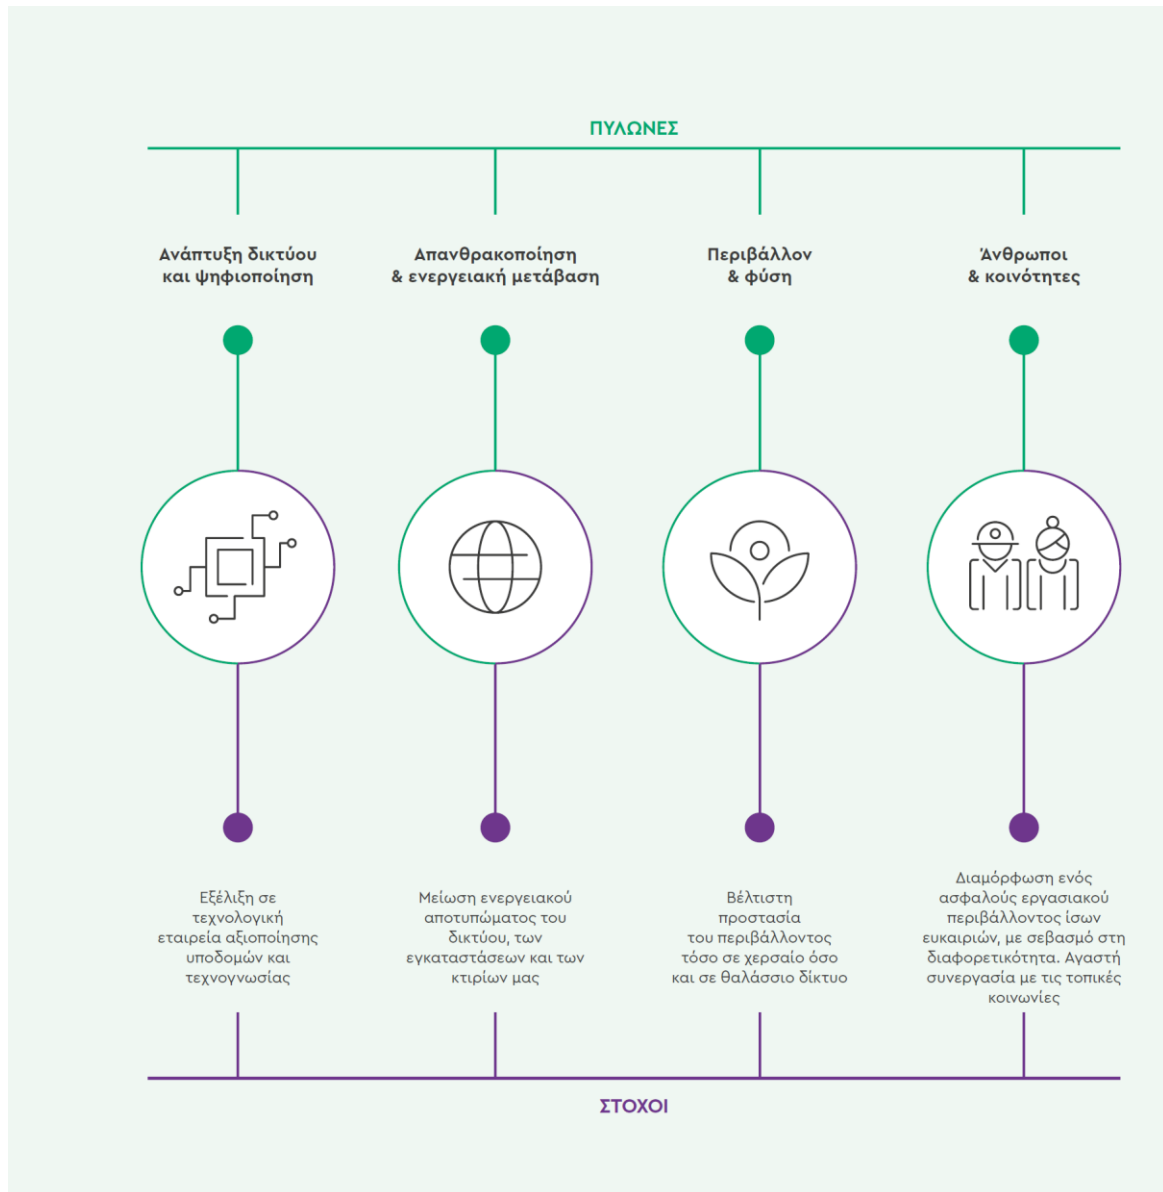 ΠΥΛΩΝΕΣ
Ανάπτυξη δικτύου
και ψηφιοποίηση
Απανθρακοποίηση
& ενεργειακή μετάβαση
Περιβάλλον
& φύση
Άνθρωποι
& κοινότητες
Εξέλιξη σε
τεχνολογική
εταιρεία αξιοποίησης
υποδομών και
τεχνογνωσίας
Μείωση ενεργειακού
αποτυπώματος του
δικτύου, των
εγκαταστάσεων και των
κτιρίων μας
Βέλτιστη
προστασία
του περιβάλλοντος
τόσο σε χερσαίο όσο
και σε θαλάσσιο δίκτυο
Διαμόρφωση ενός
ασφαλούς εργασιακού
περιβάλλοντος ίσων
ευκαιριών, με σεβασμό στη
διαφορετικότητα. Αγαστή
συνεργασία με τις τοπικές
κοινωνίες
ΣΤΟΧΟΙ